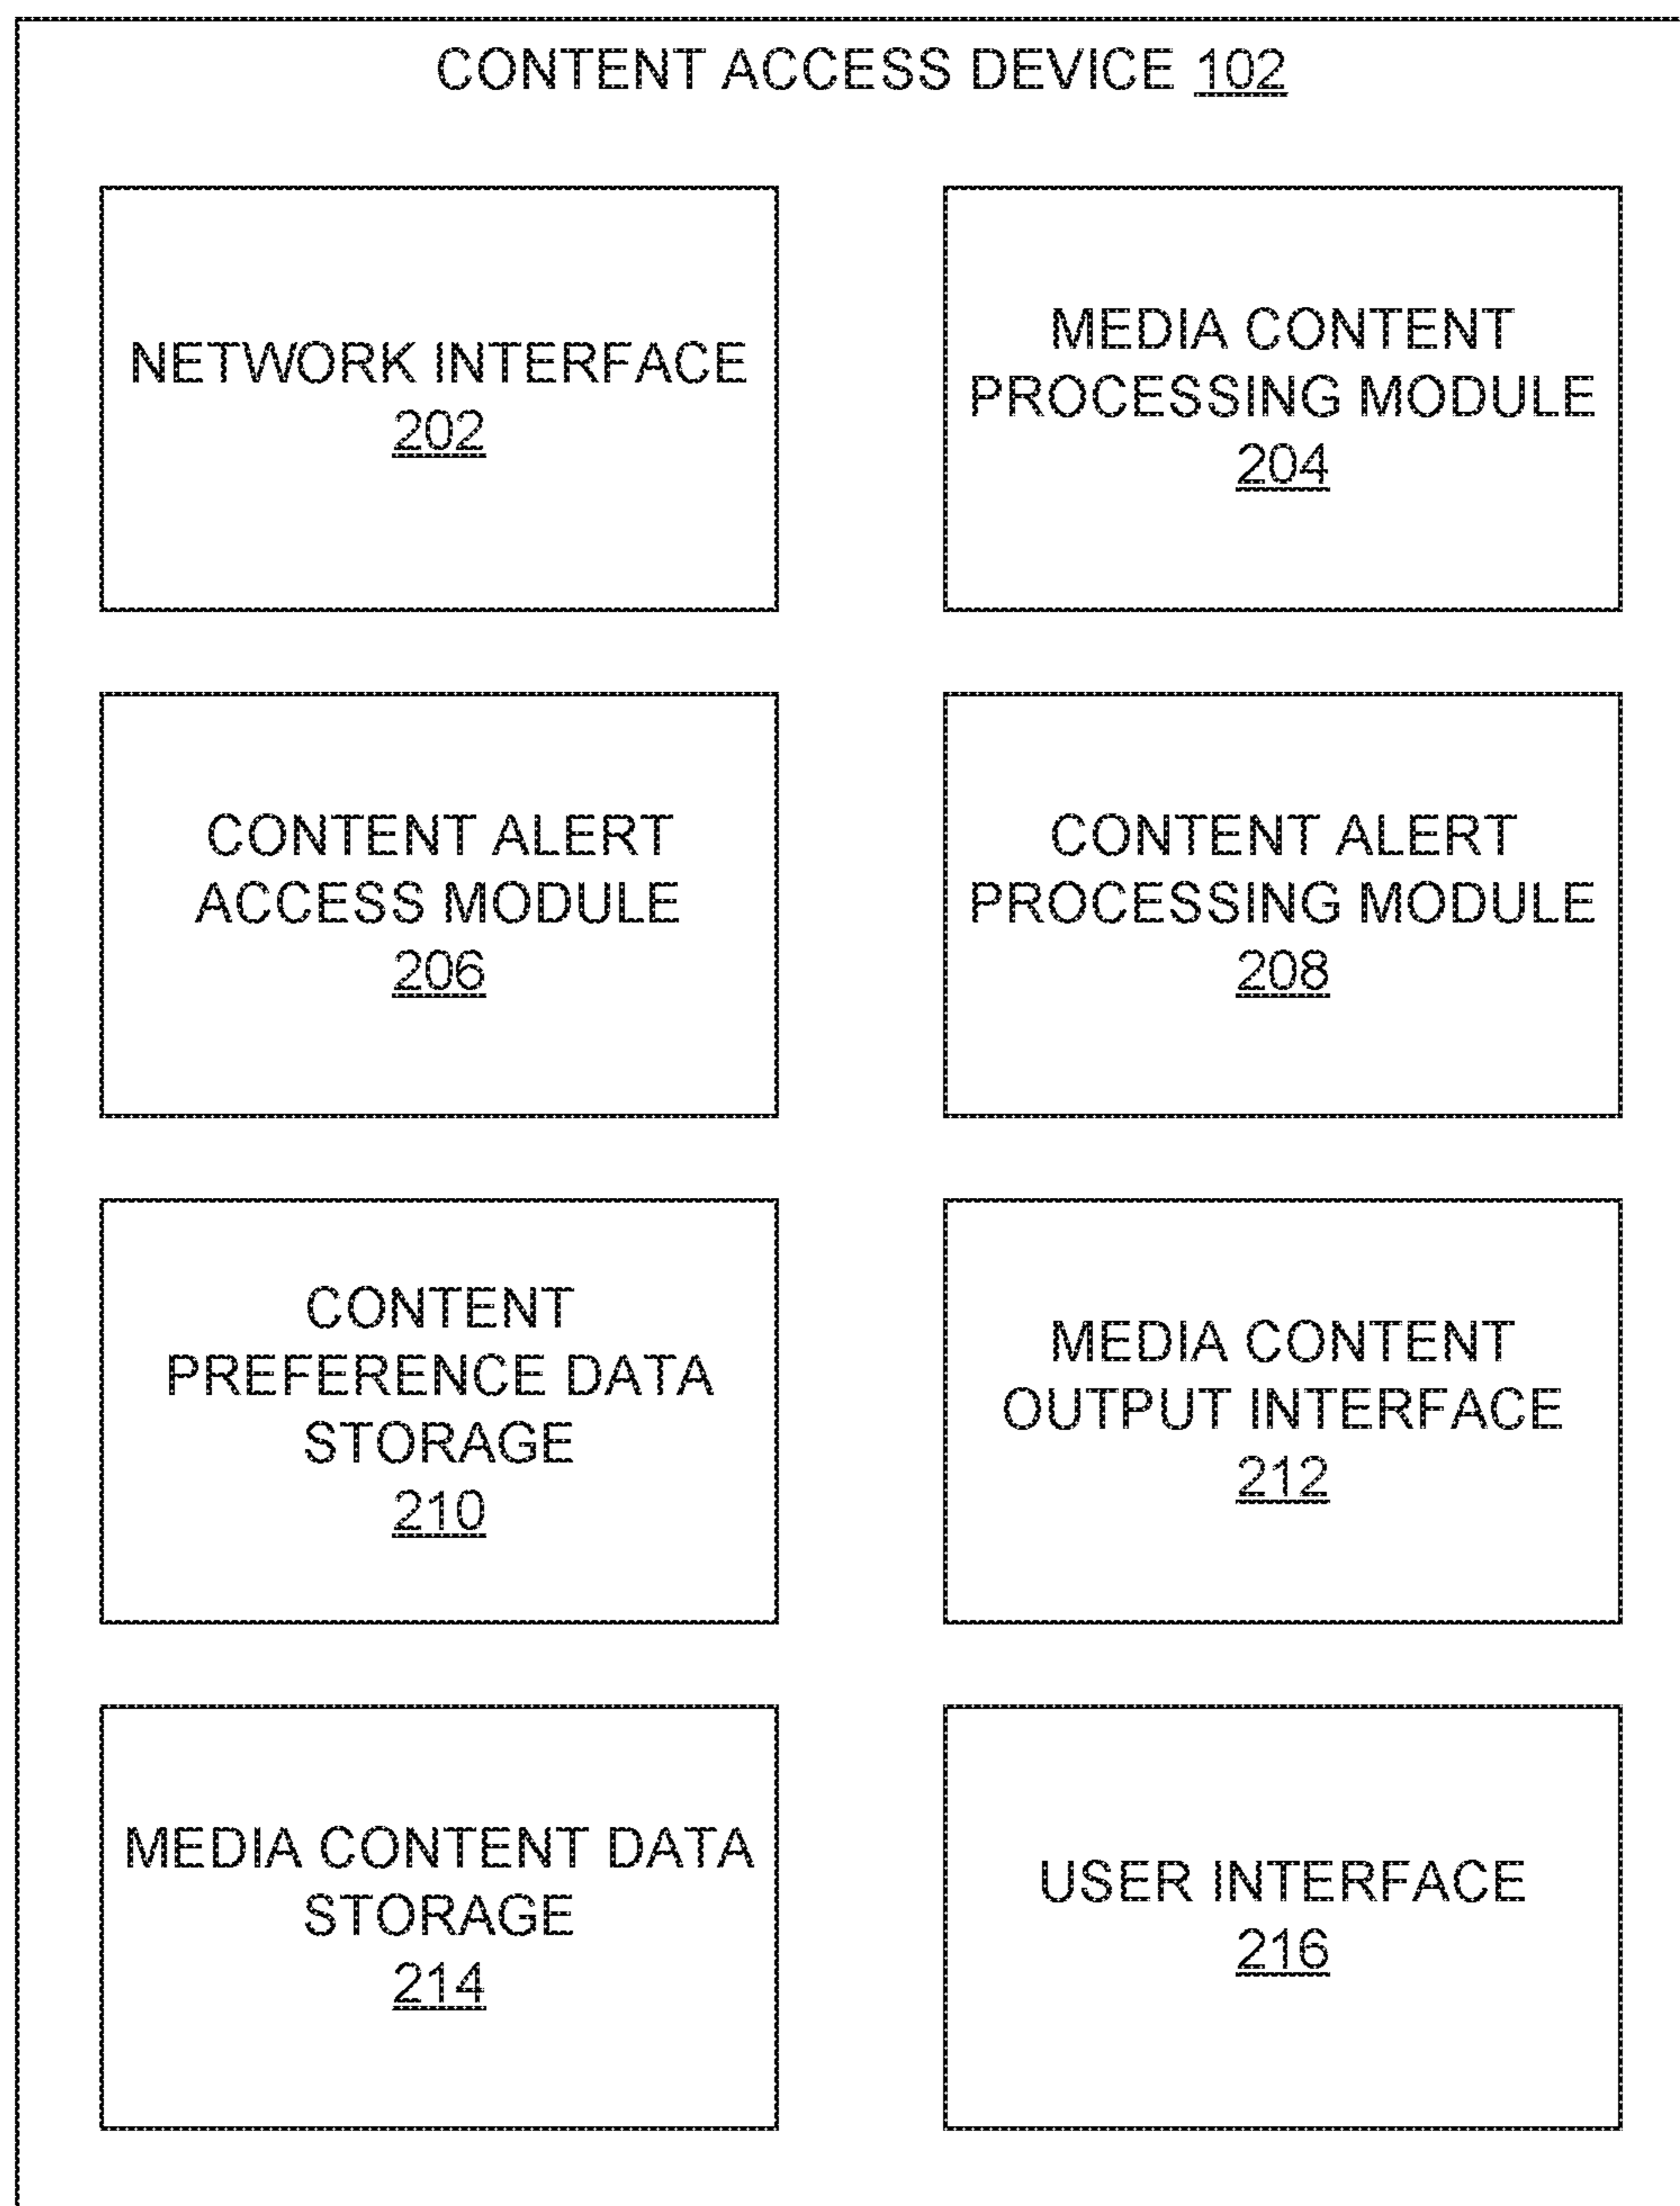 CONTENT ACCESS DEVICE 102
NETWORK INTERFACE
202
MEDIA CONTENT
PROCESSING MODULE
204
CONTENT ALERT
ACCESS MODULE
206
CONTENT ALERT
PROCESSING MODULE
208
CONTENT
PREFERENCE DATA
STORAGE
210
MEDIA CONTENT
OUTPUT INTERFACE
212
MEDIA CONTENT DATA
STORAGE
214
USER INTERFACE
216